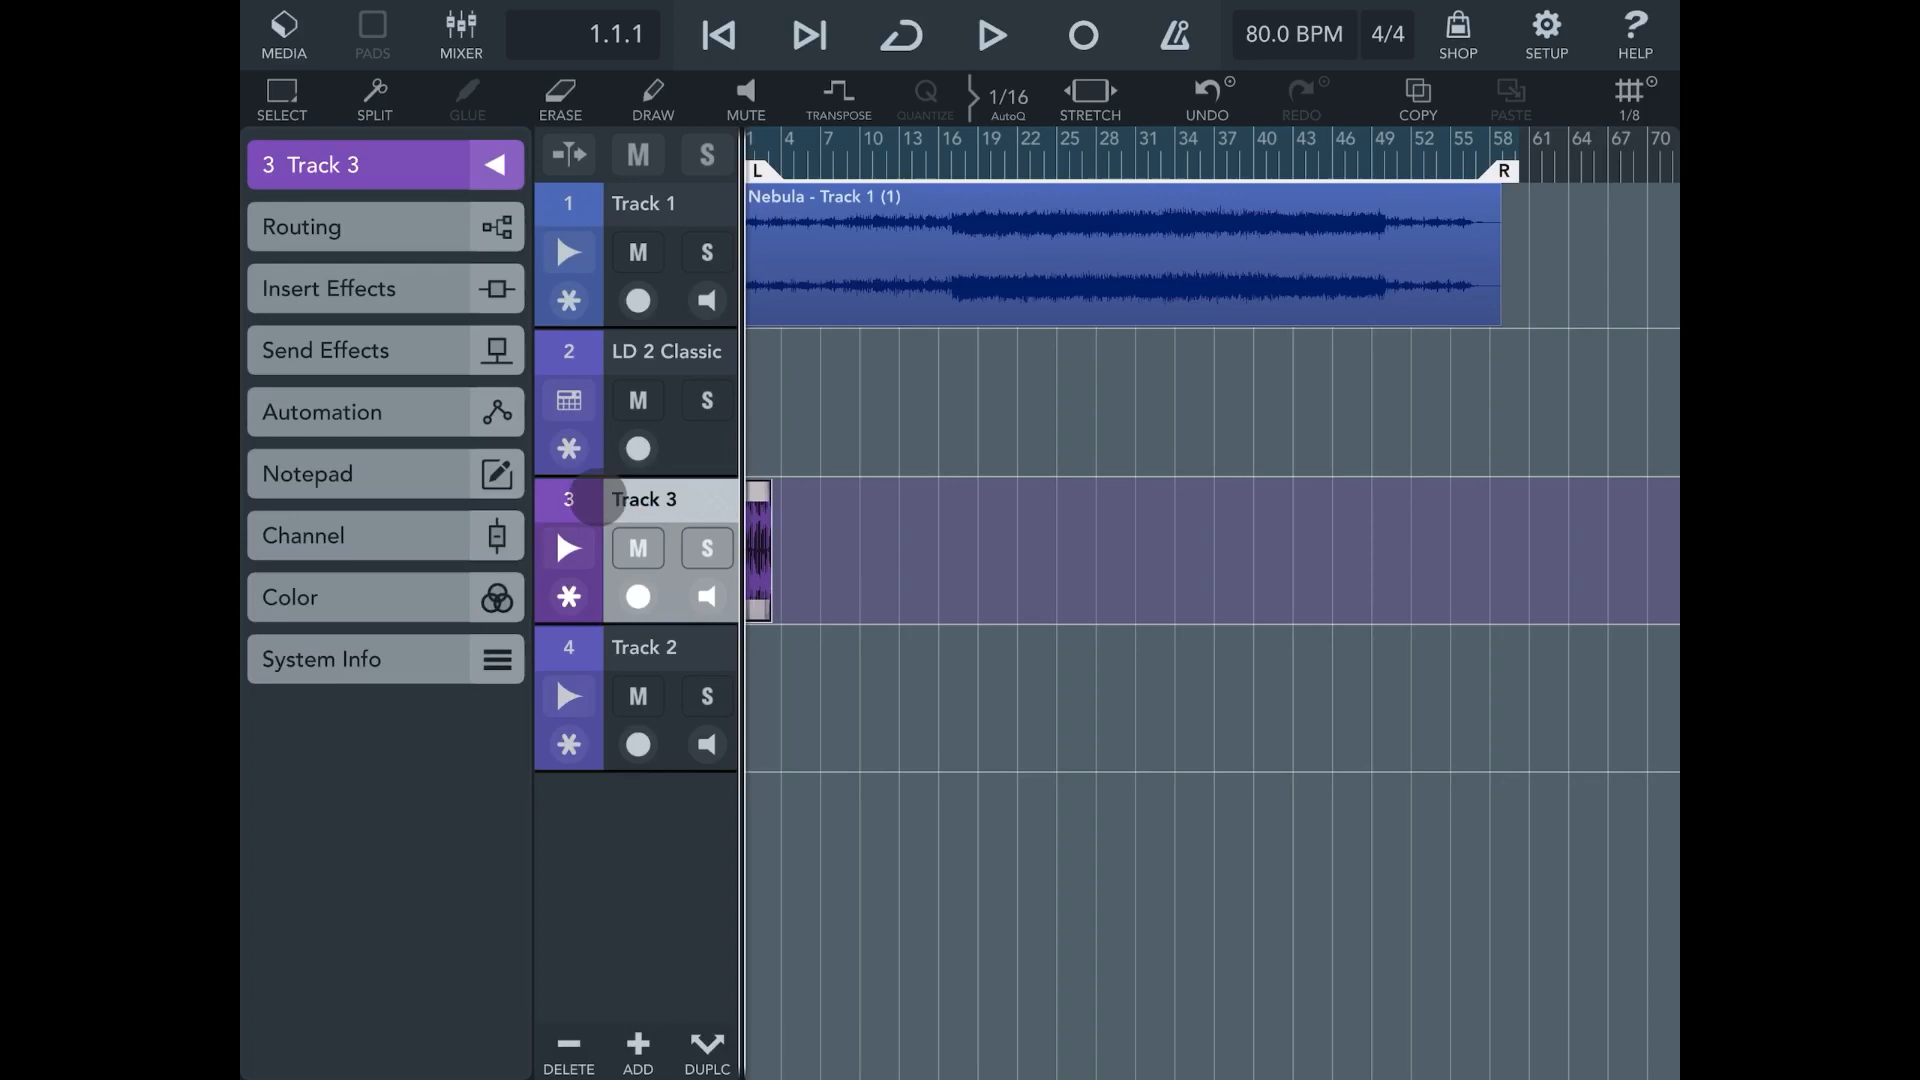 MEDIA PADS MIXER 1.1.1 80.0 BPM 4/4 SHOP SETUP HELP
SELECT SPLIT GLUE ERASE DRAW MUTE TRANSPOSE Q QUANTIZE 1/16 AutoQ STRETCH UNDO REDO COPY PASTE 1/8
1 4 7 10 13 16 19 22 25 28 31 34 37 40 43 46 49 52 55 58 61 64 67 70
3 Track 3
M S
L R
Nebula - Track 1 (1)
1 Track 1
Routing
M S
Insert Effects
Send Effects
2 LD 2 Classic
M S
Automation
Notepad
3 Track 3
Channel
M S
Color
4 Track 2
System Info
M S
DELETE ADD DUPLC